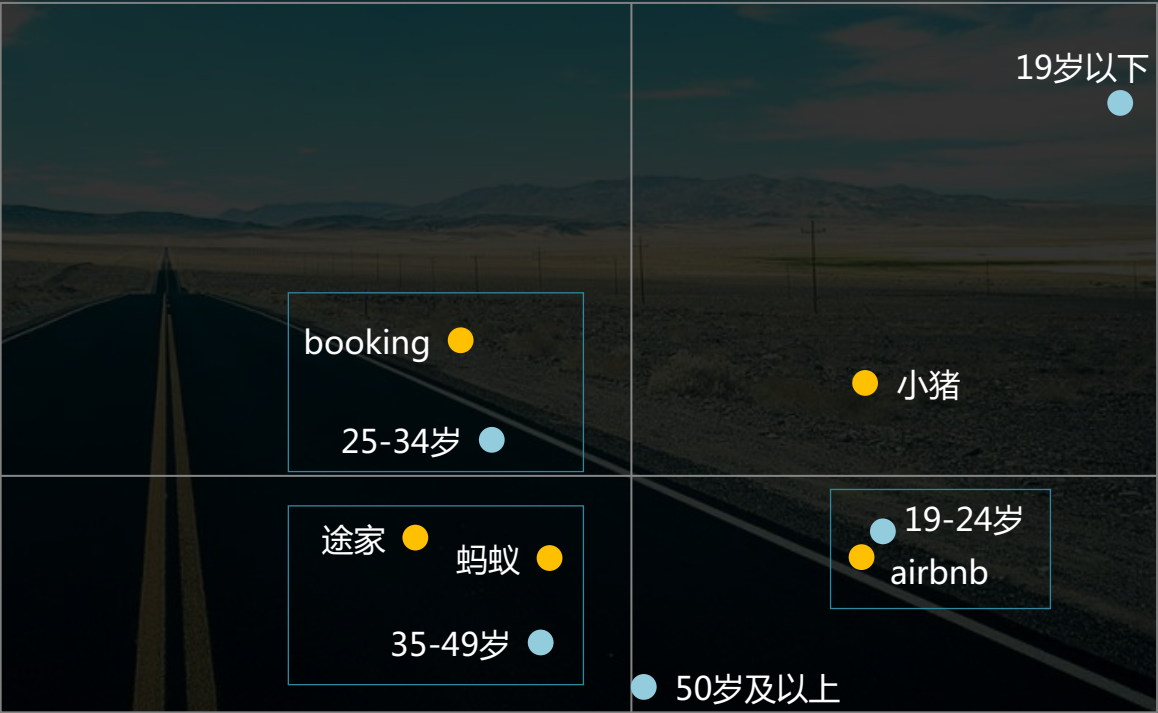 19岁以下
booking
小猪
25-34岁
19-24岁
途家
蚂蚁
airbnb
35-49岁
50岁及以上